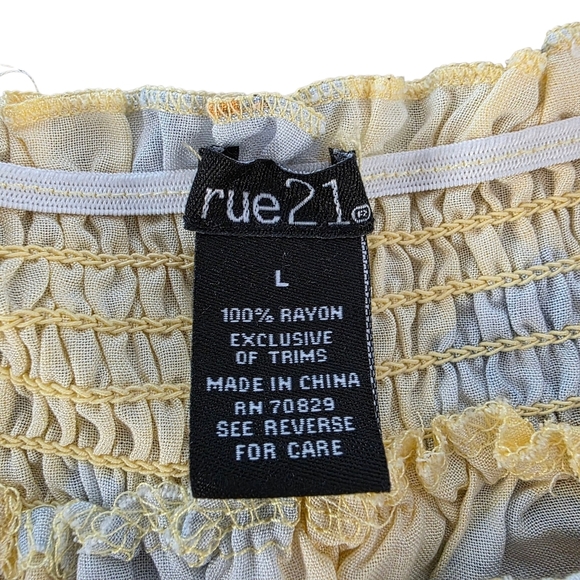 rue21
L
100% RAYON
EXCLUSIVE
OF TRIMS
MADE IN CHINA
RN 70829
SEE REVERSE
FOR CARE